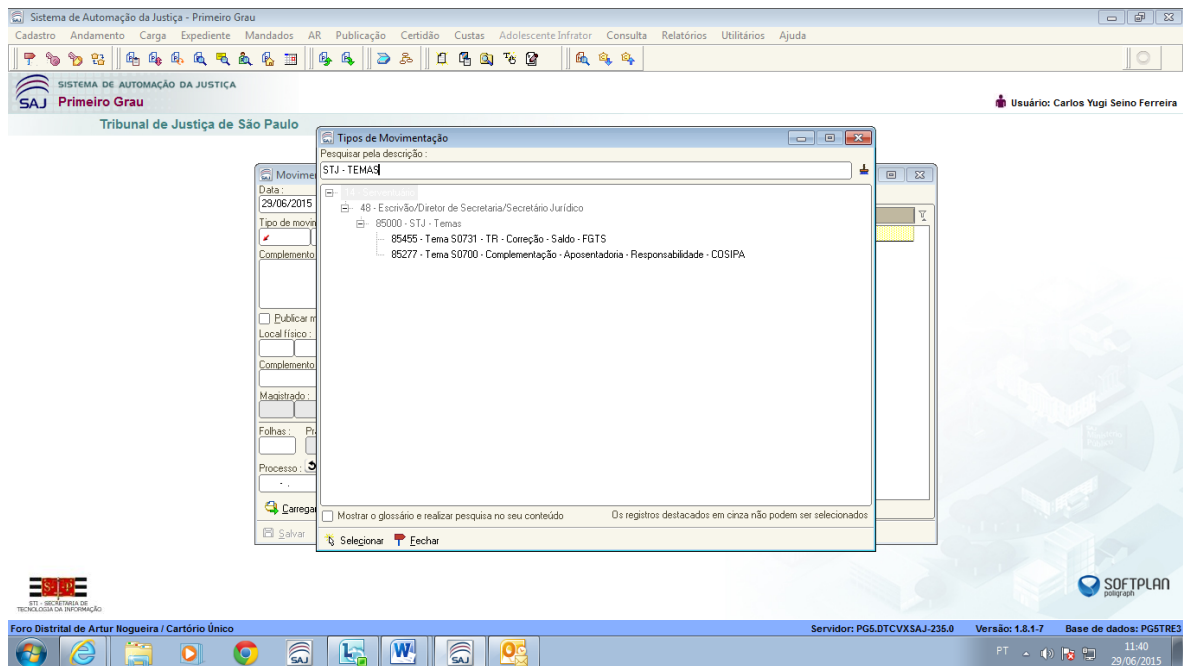 Sistema de Automação da Justiça - Primeiro Grau
Cadastro Andamento Carga Expediente Mandados AR Publicação Certidão Custas Adolescente Infrator Consulta Relatórios Utilitários Ajuda
SISTEMA DE AUTOMAÇÃO DA JUSTIÇA
SAJ Primeiro Grau
Usuário: Carlos Yugi Seino Ferreira
Tribunal de Justiça de São Paulo
Tipos de Movimentação
Pesquisar pela descrição :
STJ - TEMAS
14 - Serventuário
48 - Escrivão/Diretor de Secretaria/Secretário Jurídico
85000 - STJ - Temas
85455 - Tema S0731 - TR - Correção - Saldo - FGTS
85277 - Tema S0700 - Complementação - Aposentadoria - Responsabilidade - COSIPA
Mostrar o glossário e realizar pesquisa no seu conteúdo
Os registros destacados em cinza não podem ser selecionados
Selecionar Fechar
Data :
29/06/2015
Complemento
Local físico :
Complemento
Magistrado :
Folhas :
Processo :
- .
Salvar
S T I
STI - SECRETARIA DE
TECNOLOGIA DA INFORMAÇÃO
SOFTPLAN
poligraph
Foro Distrital de Artur Nogueira / Cartório Único
Servidor: PG5.DTCVXSAJ-235.0 Versão: 1.8.1-7 Base de dados: PG5TRE3
SAJ
SAJ
PT
11:40
29/06/2015